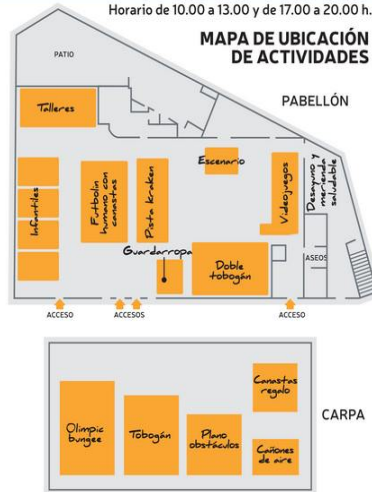 Horario de 10.00 a 13.00 y de 17.00 a 20.00 h.
MAPA DE UBICACIÓN
DE ACTIVIDADES
PATIO
PABELLÓN
Talleres
Escenario
Desayuno y
merienda
saludable
Infantiles
Futbolín
humano con
canastas
Pista Kraken
Videojuegos
Guardarropa
Doble
tobogán
ASEOS
ACCESO
ACCESOS
ACCESO
Canastas
regalo
CARPA
Olimpic
bungee
Tobogán
Plano
obstáculos
Cañones
de aire